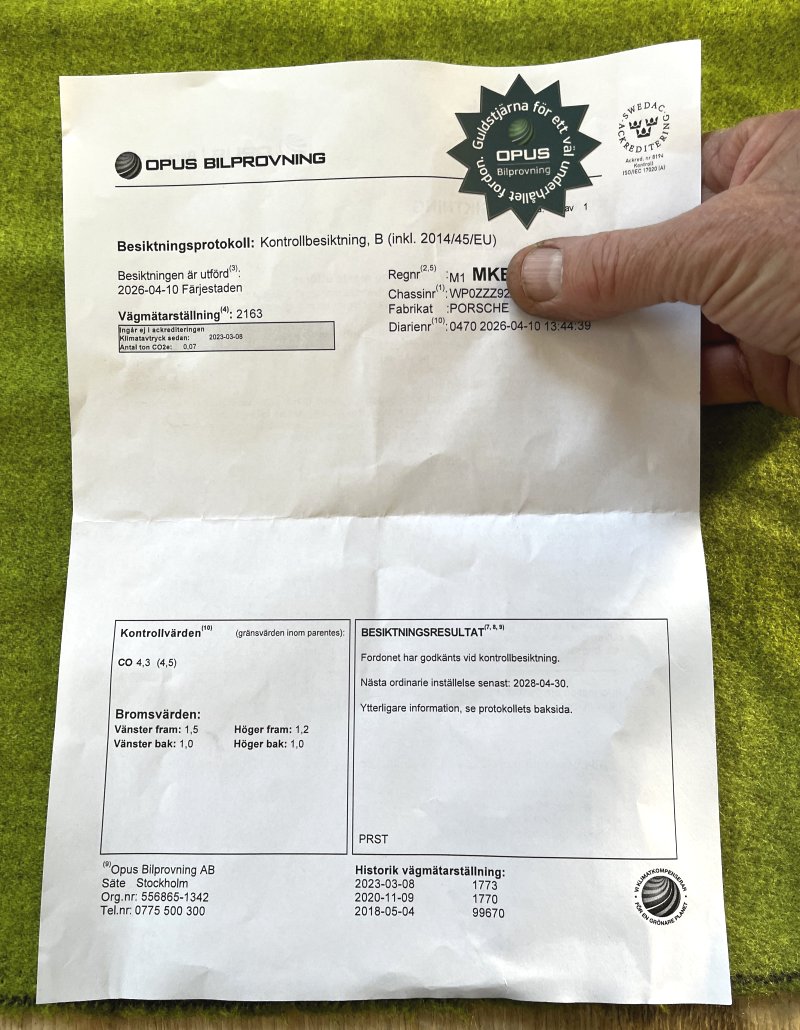 OPUS BILPROVNING
Guldstjärna för ett väl underhållet fordon.
OPUS
Bilprovning
SWEDAC
ACKREDITERING
Ackred. nr 8194
Kontroll
ISO/IEC 17020 (A)
av 1
Besiktningsprotokoll: Kontrollbesiktning, B (inkl. 2014/45/EU)
Besiktningen är utförd(3):
2026-04-10 Färjestaden
Vägmätarställning(4): 2163
Ingår ej i ackrediteringen
Klimatavtryck sedan: 2023-03-08
Antal ton CO2e: 0,07
Regnr(2,5) :M1 MKE
Chassinr(1) :WP0ZZZ92
Fabrikat :PORSCHE
Diarienr(10) :0470 2026-04-10 13:44:39
Kontrollvärden(10) (gränsvärden inom parentes):
CO 4,3 (4,5)
Bromsvärden:
Vänster fram: 1,5 Höger fram: 1,2
Vänster bak: 1,0 Höger bak: 1,0
BESIKTNINGSRESULTAT(7, 8, 9)
Fordonet har godkänts vid kontrollbesiktning.
Nästa ordinarie inställelse senast: 2028-04-30.
Ytterligare information, se protokollets baksida.
PRST
(9)Opus Bilprovning AB
Säte Stockholm
Org.nr: 556865-1342
Tel.nr: 0775 500 300
Historik vägmätarställning:
2023-03-08 1773
2020-11-09 1770
2018-05-04 99670
VI KLIMATKOMPENSERAR
FÖR EN GRÖNARE PLANET